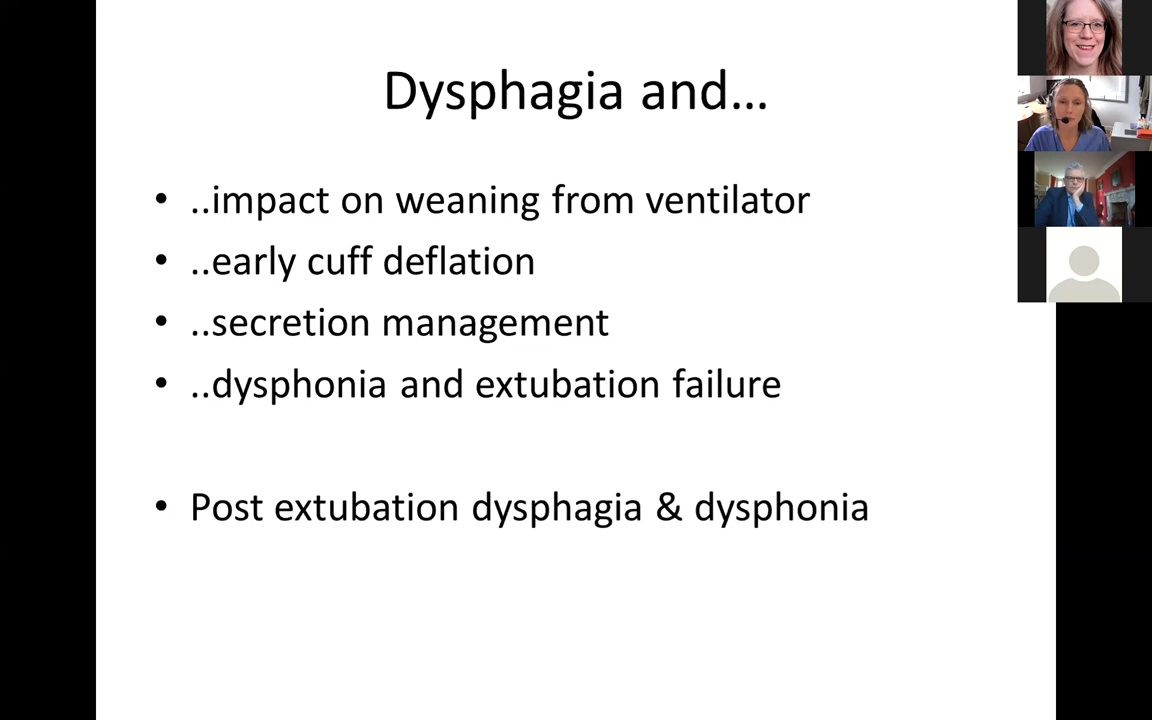 Dysphagia and...
• ..impact on weaning from ventilator
• ..early cuff deflation
• ..secretion management
• ..dysphonia and extubation failure
• Post extubation dysphagia & dysphonia